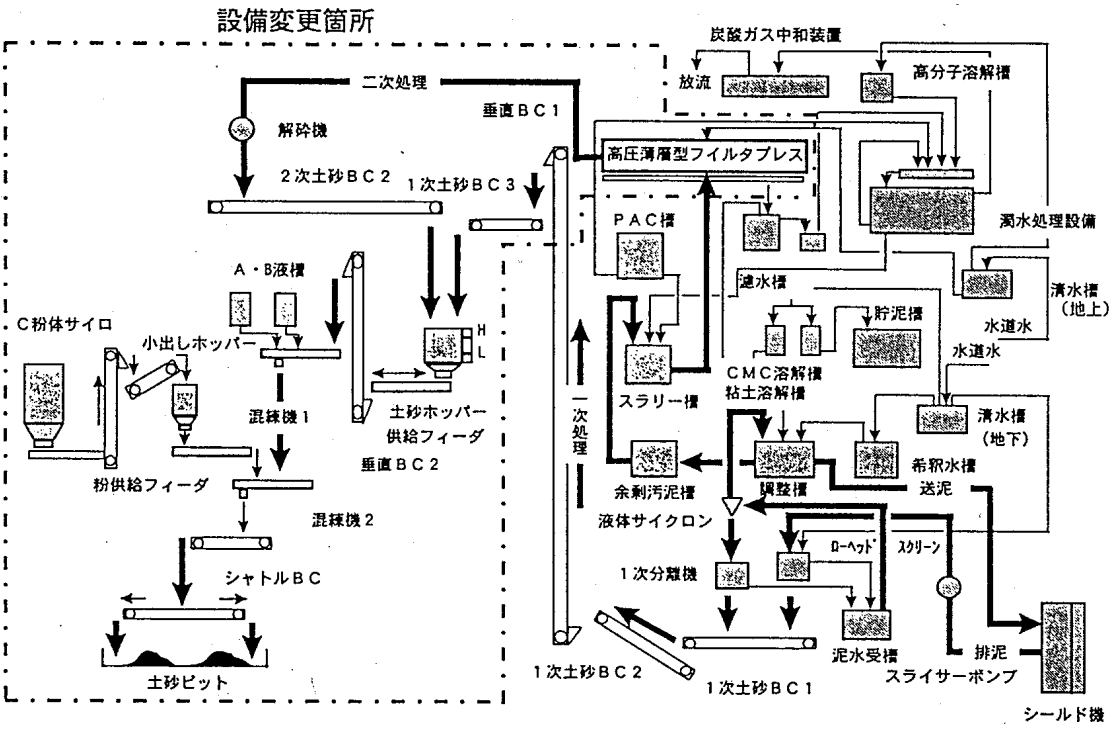 設備変更箇所
炭酸ガス中和装置
放流
高分子溶解槽
二次処理
垂直BC1
解砕機
高圧薄層型フイルタプレス
2次土砂BC2
1次土砂BC3
PAC槽
濁水処理設備
A・B液槽
濾水槽
清水槽
(地上)
C粉体サイロ
小出しホッパー
H
L
貯泥槽
水道水
水道水
CMC溶解槽
粘土溶解槽
スラリー槽
混練機1
土砂ホッパー
供給フィーダ
一次処理
清水槽
(地下)
垂直BC2
希釈水槽
粉供給フィーダ
余剰汚泥槽
調整槽
送泥
混練機2
液体サイクロン
ローヘッド スクリーン
シャトルBC
1次分離機
泥水受槽
排泥
スライサーポンプ
1次土砂BC2
1次土砂BC1
土砂ピット
シールド機